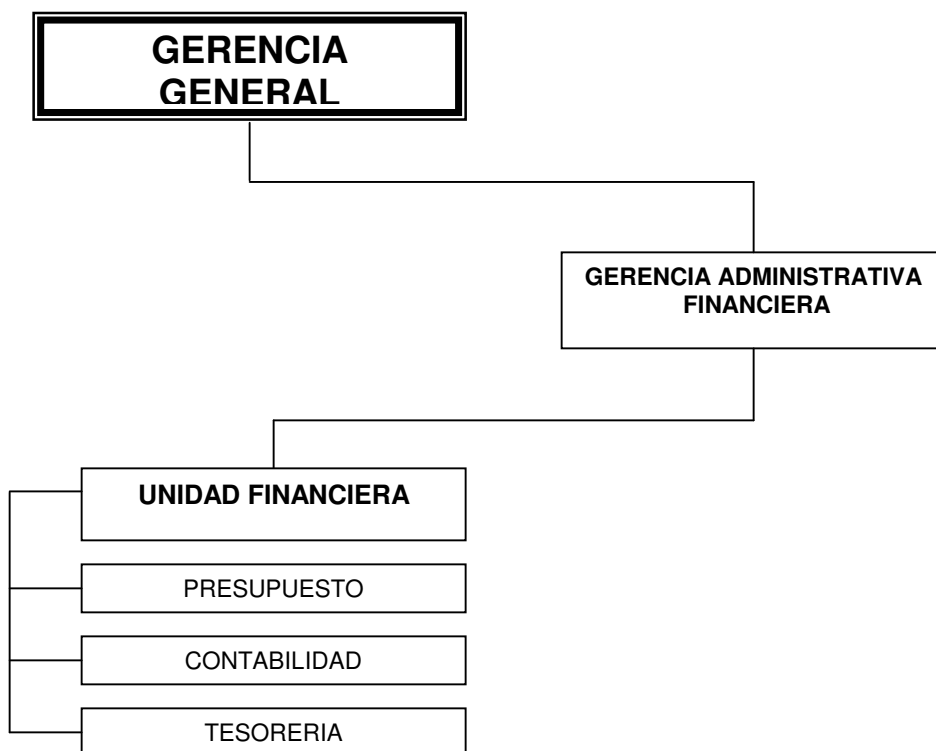 GERENCIA
GENERAL
GERENCIA ADMINISTRATIVA
FINANCIERA
UNIDAD FINANCIERA
PRESUPUESTO
CONTABILIDAD
TESORERIA